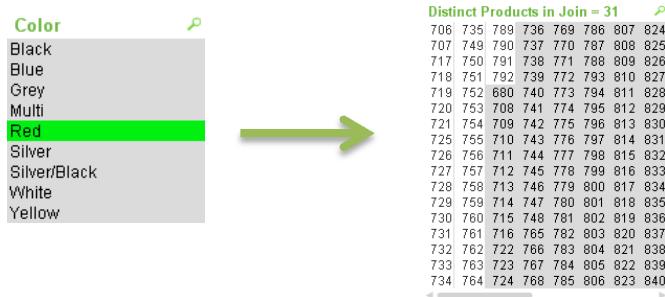 Color
Black
Blue
Grey
Multi
Red
Silver
Silver/Black
White
Yellow
Distinct Products in Join = 31
706 735 789 736 769 786 807 824
707 749 790 737 770 787 808 825
717 750 791 738 771 788 809 826
718 751 792 739 772 793 810 827
719 752 680 740 773 794 811 828
720 753 708 741 774 795 812 829
721 754 709 742 775 796 813 830
725 755 710 743 776 797 814 831
726 756 711 744 777 798 815 832
727 757 712 745 778 799 816 833
728 758 713 746 779 800 817 834
729 759 714 747 780 801 818 835
730 760 715 748 781 802 819 836
731 761 716 765 782 803 820 837
732 762 722 766 783 804 821 838
733 763 723 767 784 805 822 839
734 764 724 768 785 806 823 840